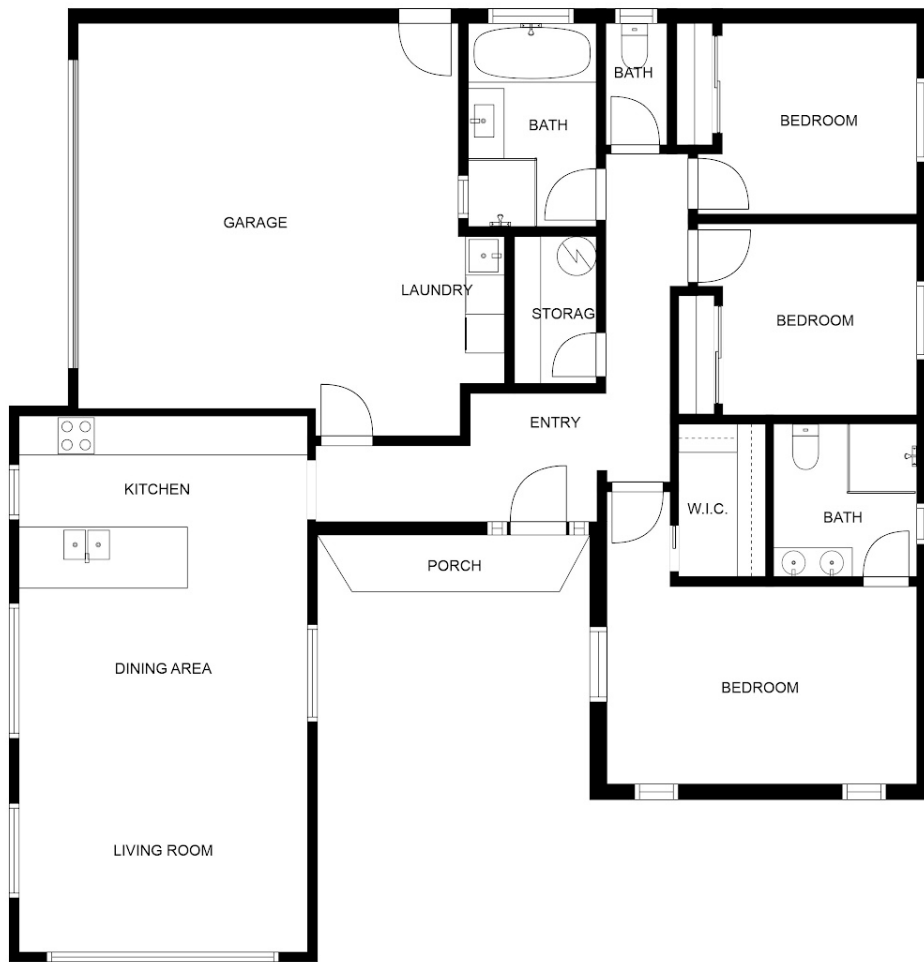 BATH
BEDROOM
BATH
GARAGE
LAUNDRY
STORAG
BEDROOM
ENTRY
KITCHEN
W.I.C.
BATH
PORCH
DINING AREA
BEDROOM
LIVING ROOM